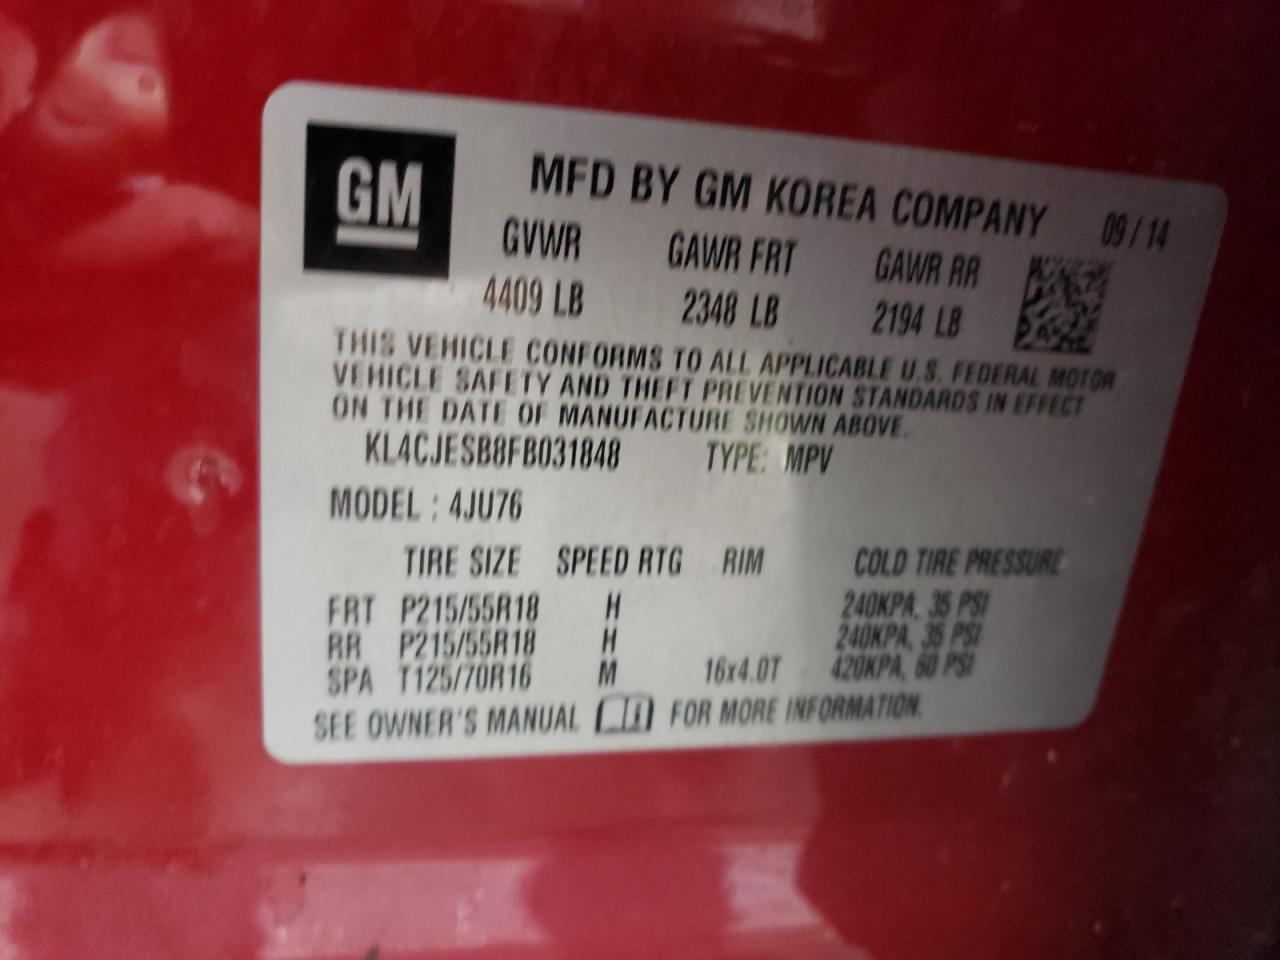 GM
MFD BY GM KOREA COMPANY 09 / 14
GVWR GAWR FRT GAWR RR
4409 LB 2348 LB 2194 LB
THIS VEHICLE CONFORMS TO ALL APPLICABLE U.S. FEDERAL MOTOR
VEHICLE SAFETY AND THEFT PREVENTION STANDARDS IN EFFECT
ON THE DATE OF MANUFACTURE SHOWN ABOVE.
KL4CJESB8FB031848 TYPE: MPV
MODEL : 4JU76
TIRE SIZE SPEED RTG RIM COLD TIRE PRESSURE
FRT P215/55R18 H 240KPA, 35 PSI
RR P215/55R18 H 240KPA, 35 PSI
SPA T125/70R16 M 16x4.0T 420KPA, 60 PSI
SEE OWNER'S MANUAL FOR MORE INFORMATION.